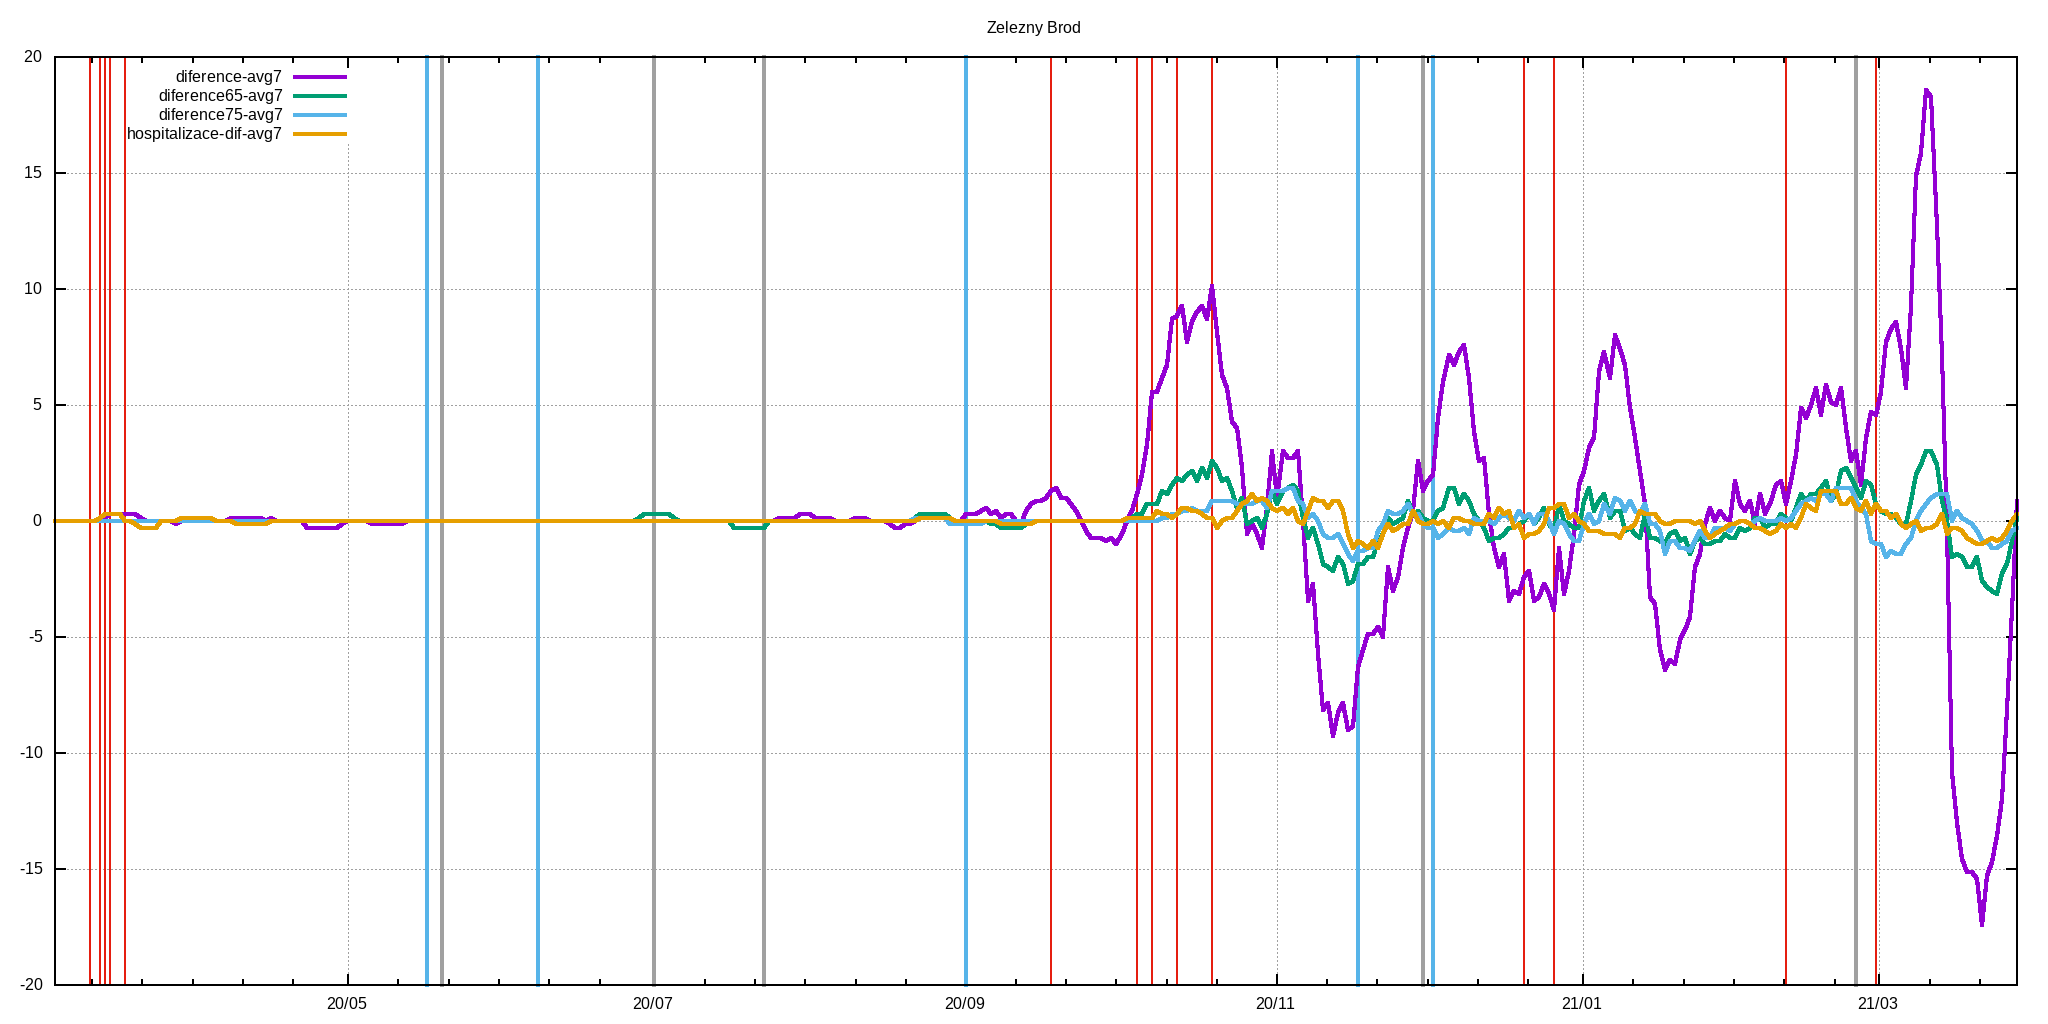 Zelezny Brod
20
diference-avg7
diference65-avg7
diference75-avg7
hospitalizace-dif-avg7
15
10
5
0
-5
-10
-15
-20
20/05 20/07 20/09 20/11 21/01 21/03